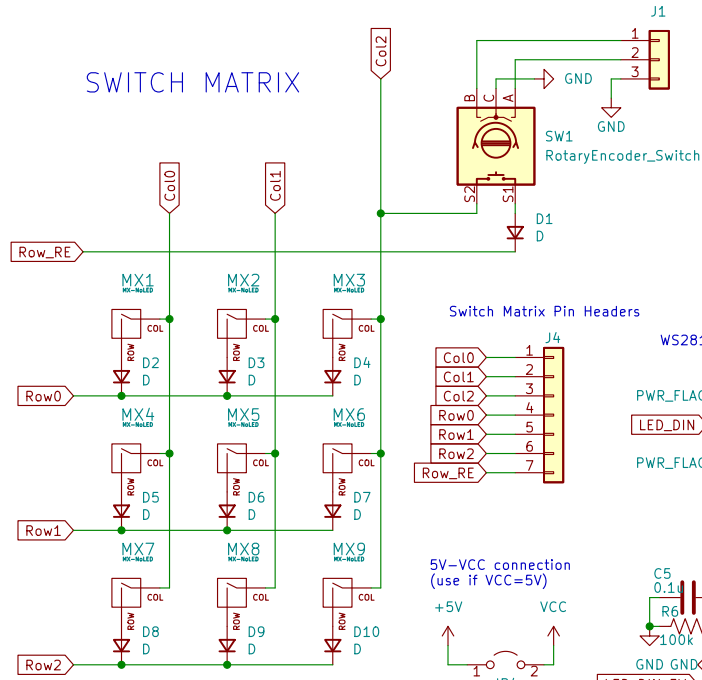 J1
Col2
1
2
3
SWITCH MATRIX
B
C
A
GND
GND
SW1
RotaryEncoder_Switch
Col0
Col1
S2
S1
D1
D
Row_RE
MX1
MX-NoLED
MX2
MX-NoLED
MX3
MX-NoLED
COL
COL
COL
ROW
ROW
ROW
D2
D
D3
D
D4
D
Row0
Switch Matrix Pin Headers
J4
Col0
1
Col1
2
Col2
3
Row0
4
Row1
5
Row2
6
Row_RE
7
WS281
PWR_FLAG
LED_DIN
PWR_FLAG
MX4
MX-NoLED
MX5
MX-NoLED
MX6
MX-NoLED
COL
COL
COL
ROW
ROW
ROW
D5
D
D6
D
D7
D
Row1
MX7
MX-NoLED
MX8
MX-NoLED
MX9
MX-NoLED
COL
COL
COL
ROW
ROW
ROW
D8
D
D9
D
D10
D
Row2
5V-VCC connection
(use if VCC=5V)
+5V
VCC
1
2
C5
0.1u
R6
100k
GND
GND